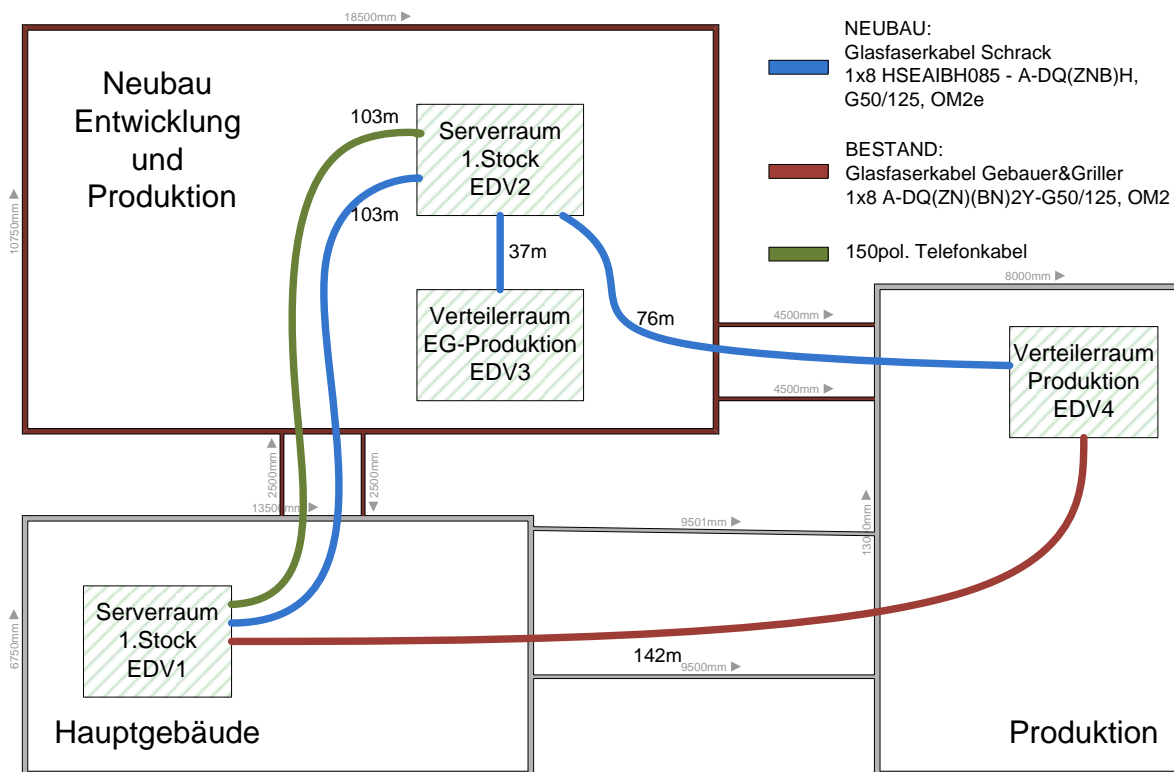 18500mm
Neubau
Entwicklung
und
Produktion
10750mm
103m
103m
Serverraum
1.Stock
EDV2
37m
Verteilerraum
EG-Produktion
EDV3
76m
NEUBAU:
Glasfaserkabel Schrack
1x8 HSEAIBH085 - A-DQ(ZNB)H,
G50/125, OM2e
BESTAND:
Glasfaserkabel Gebauer&Griller
1x8 A-DQ(ZN)(BN)2Y-G50/125, OM2
150pol. Telefonkabel
8000mm
4500mm
4500mm
Verteilerraum
Produktion
EDV4
2500mm
2500mm
13500mm
9501mm
6750mm
Serverraum
1.Stock
EDV1
142m
9500mm
Hauptgebäude
Produktion